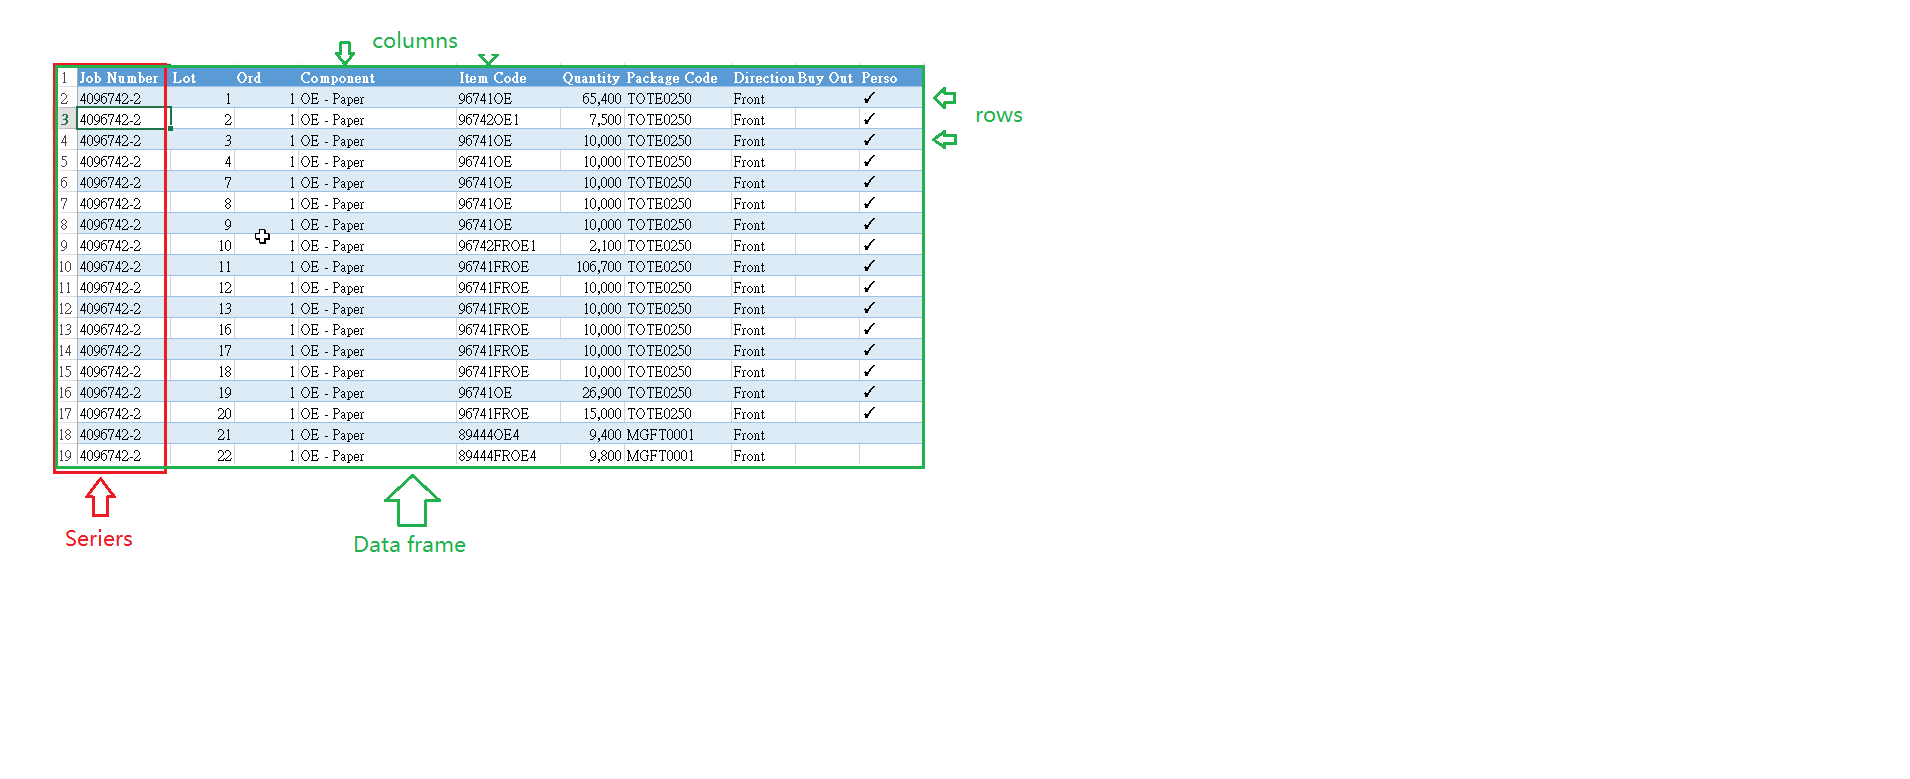 columns
1 Job Number Lot Ord Component Item Code Quantity Package Code Direction Buy Out Perso
2 4096742-2 1 1 OE - Paper 96741OE 65,400 TOTE0250 Front ✓
rows
3 4096742-2 2 1 OE - Paper 96742OE1 7,500 TOTE0250 Front ✓
4 4096742-2 3 1 OE - Paper 96741OE 10,000 TOTE0250 Front ✓
5 4096742-2 4 1 OE - Paper 96741OE 10,000 TOTE0250 Front ✓
6 4096742-2 7 1 OE - Paper 96741OE 10,000 TOTE0250 Front ✓
7 4096742-2 8 1 OE - Paper 96741OE 10,000 TOTE0250 Front ✓
8 4096742-2 9 1 OE - Paper 96741OE 10,000 TOTE0250 Front ✓
9 4096742-2 10 1 OE - Paper 96742FROE1 2,100 TOTE0250 Front ✓
10 4096742-2 11 1 OE - Paper 96741FROE 106,700 TOTE0250 Front ✓
11 4096742-2 12 1 OE - Paper 96741FROE 10,000 TOTE0250 Front ✓
12 4096742-2 13 1 OE - Paper 96741FROE 10,000 TOTE0250 Front ✓
13 4096742-2 16 1 OE - Paper 96741FROE 10,000 TOTE0250 Front ✓
14 4096742-2 17 1 OE - Paper 96741FROE 10,000 TOTE0250 Front ✓
15 4096742-2 18 1 OE - Paper 96741FROE 10,000 TOTE0250 Front ✓
16 4096742-2 19 1 OE - Paper 96741OE 26,900 TOTE0250 Front ✓
17 4096742-2 20 1 OE - Paper 96741FROE 15,000 TOTE0250 Front ✓
18 4096742-2 21 1 OE - Paper 89444OE4 9,400 MGFT0001 Front
19 4096742-2 22 1 OE - Paper 89444FROE4 9,800 MGFT0001 Front
Seriers
Data frame